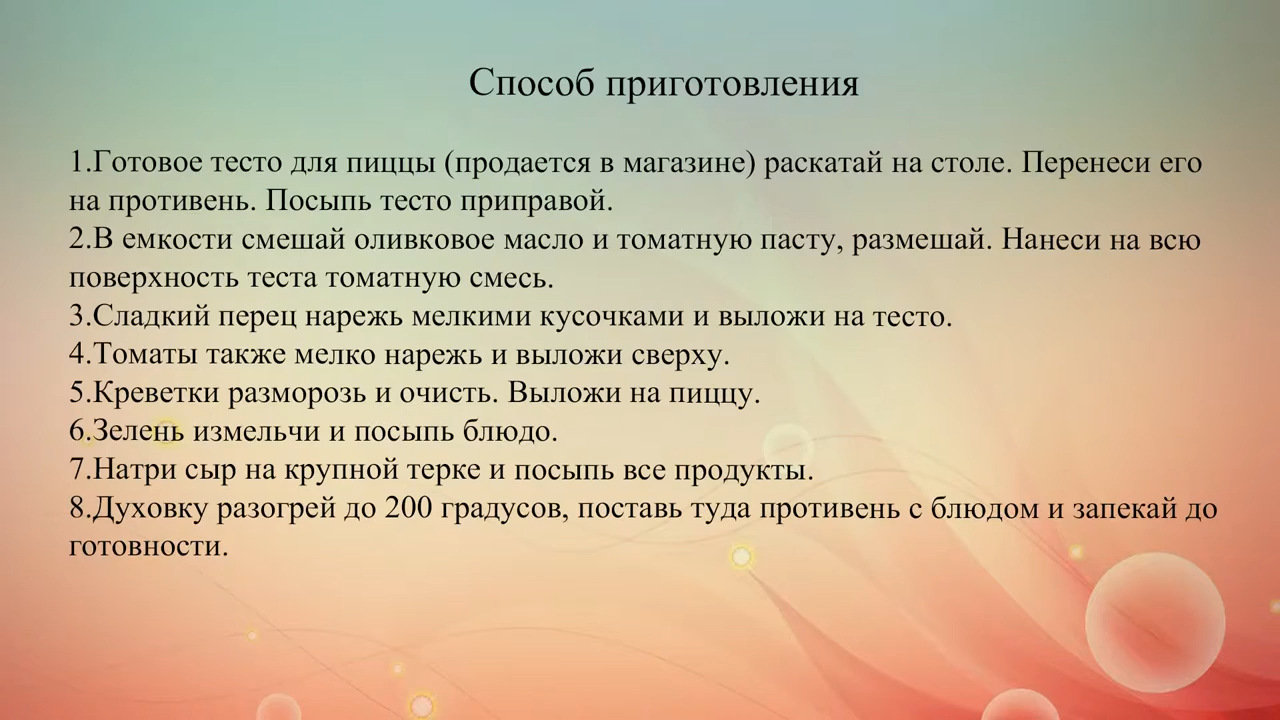 Способ приготовления
1.Готовое тесто для пиццы (продается в магазине) раскатай на столе. Перенеси его
на противень. Посыпь тесто приправой.
2.В емкости смешай оливковое масло и томатную пасту, размешай. Нанеси на всю
поверхность теста томатную смесь.
3.Сладкий перец нарежь мелкими кусочками и выложи на тесто.
4.Томаты также мелко нарежь и выложи сверху.
5.Креветки разморозь и очисть. Выложи на пиццу.
6.Зелень измельчи и посыпь блюдо.
7.Натри сыр на крупной терке и посыпь все продукты.
8.Духовку разогрей до 200 градусов, поставь туда противень с блюдом и запекай до
готовности.